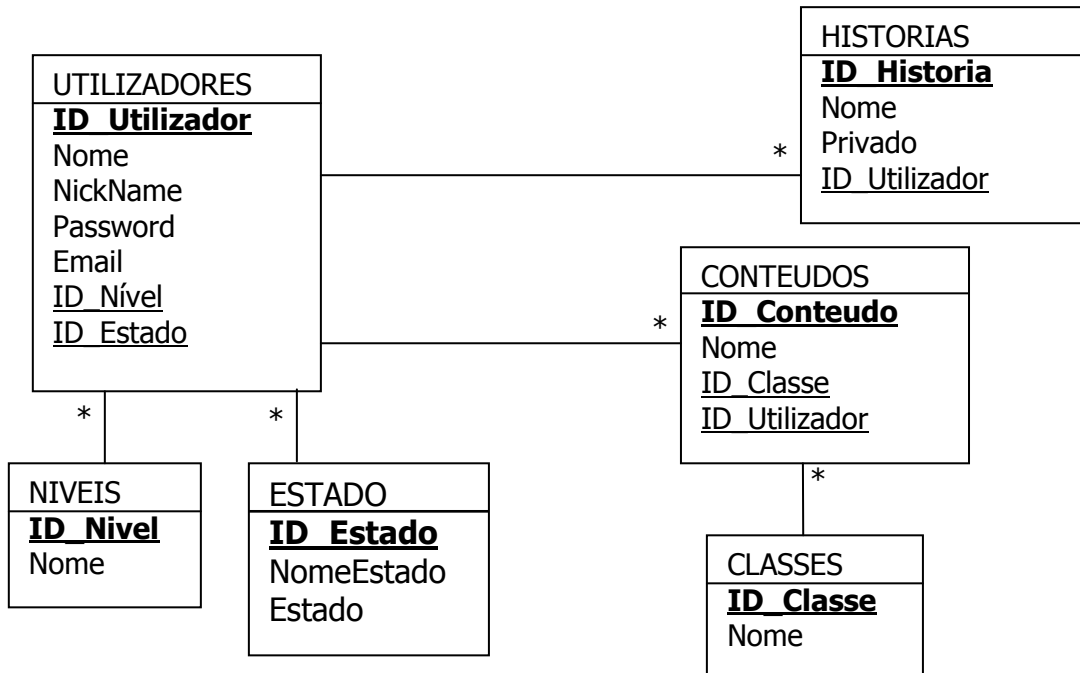 UTILIZADORES
ID_Utilizador
Nome
NickName
Password
Email
ID_Nível
ID_Estado
*
*
HISTORIAS
ID_Historia
Nome
Privado
ID_Utilizador
*
CONTEUDOS
ID_Conteudo
Nome
ID_Classe
ID_Utilizador
*
*
NIVEIS
ID_Nivel
Nome
ESTADO
ID_Estado
NomeEstado
Estado
CLASSES
ID_Classe
Nome